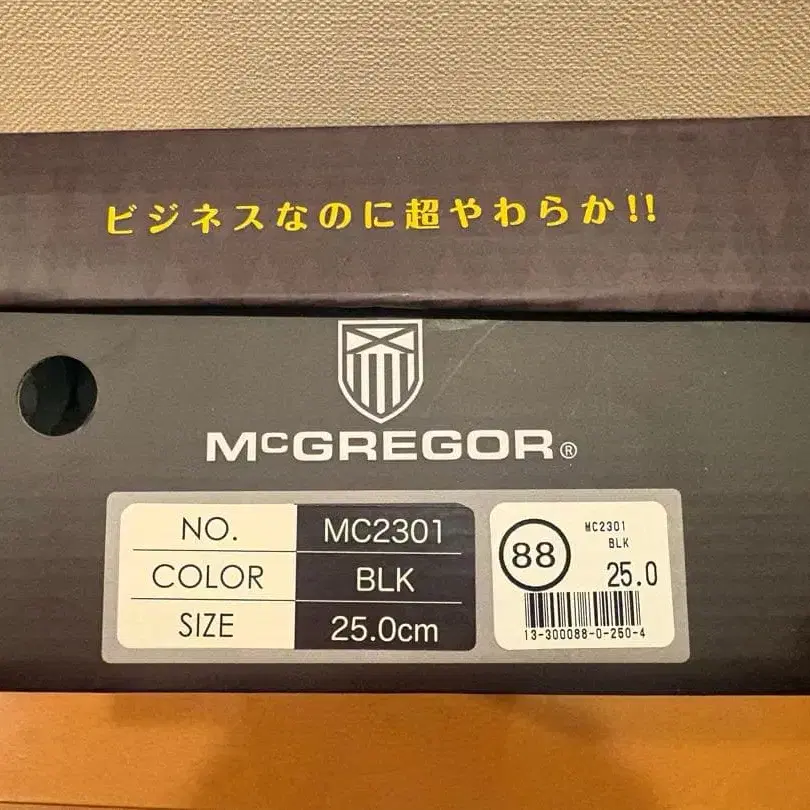 ビジネスなのに超やわらか!!
McGREGOR®
NO. MC2301
COLOR BLK
SIZE 25.0cm
88
MC2301
BLK
25.0
13-300088-0-250-4